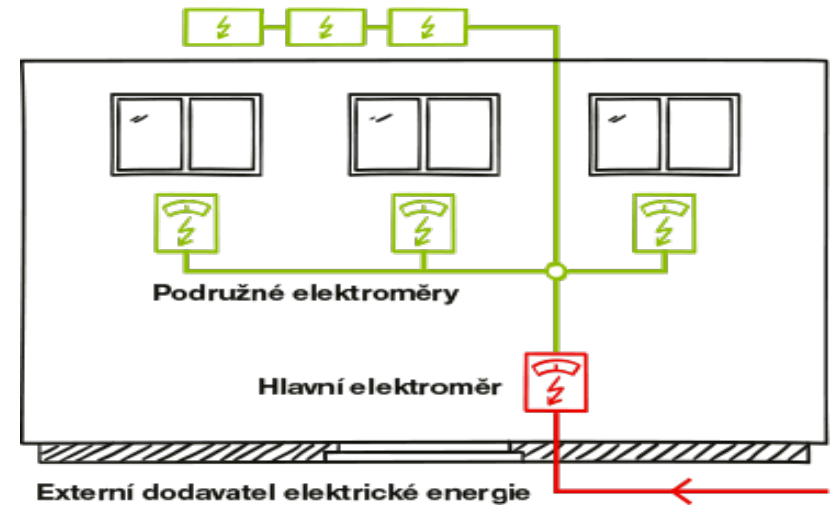 Podružné elektroměry
Hlavní elektroměr
Externí dodavatel elektrické energie